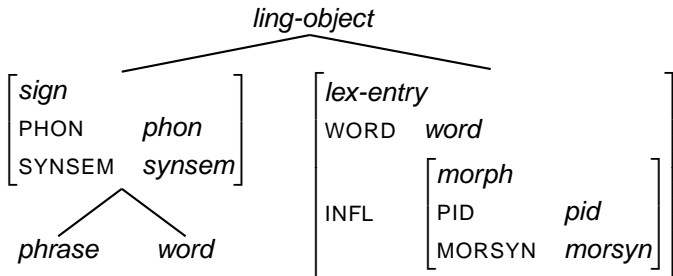 ling-object
sign
PHON phon
SYNSEM synsem
phrase word
lex-entry
WORD word
INFL
morph
PID pid
MORSYN morsyn